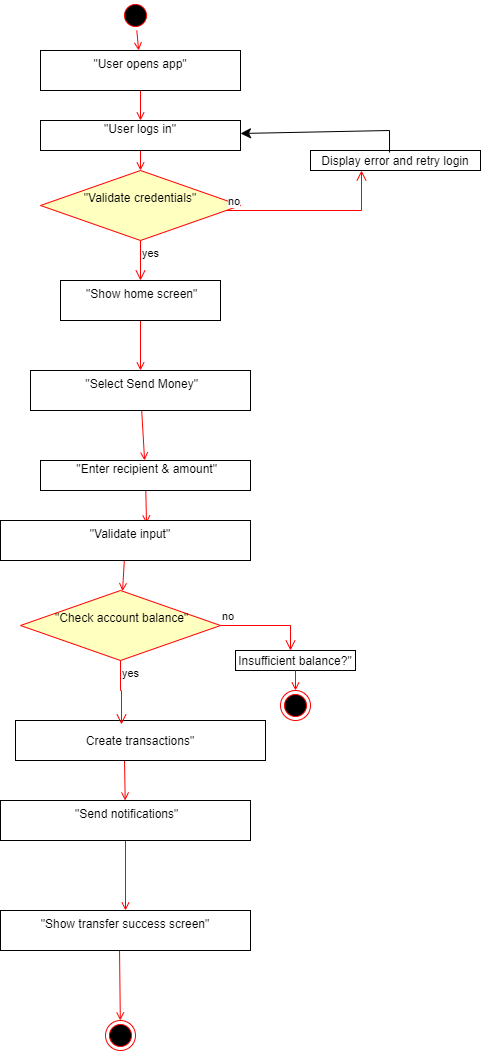 "User opens app"
"User logs in"
Display error and retry login
"Validate credentials"
no
yes
"Show home screen"
"Select Send Money"
"Enter recipient & amount"
"Validate input"
"Check account balance"
no
Insufficient balance?"
yes
Create transactions"
"Send notifications"
"Show transfer success screen"